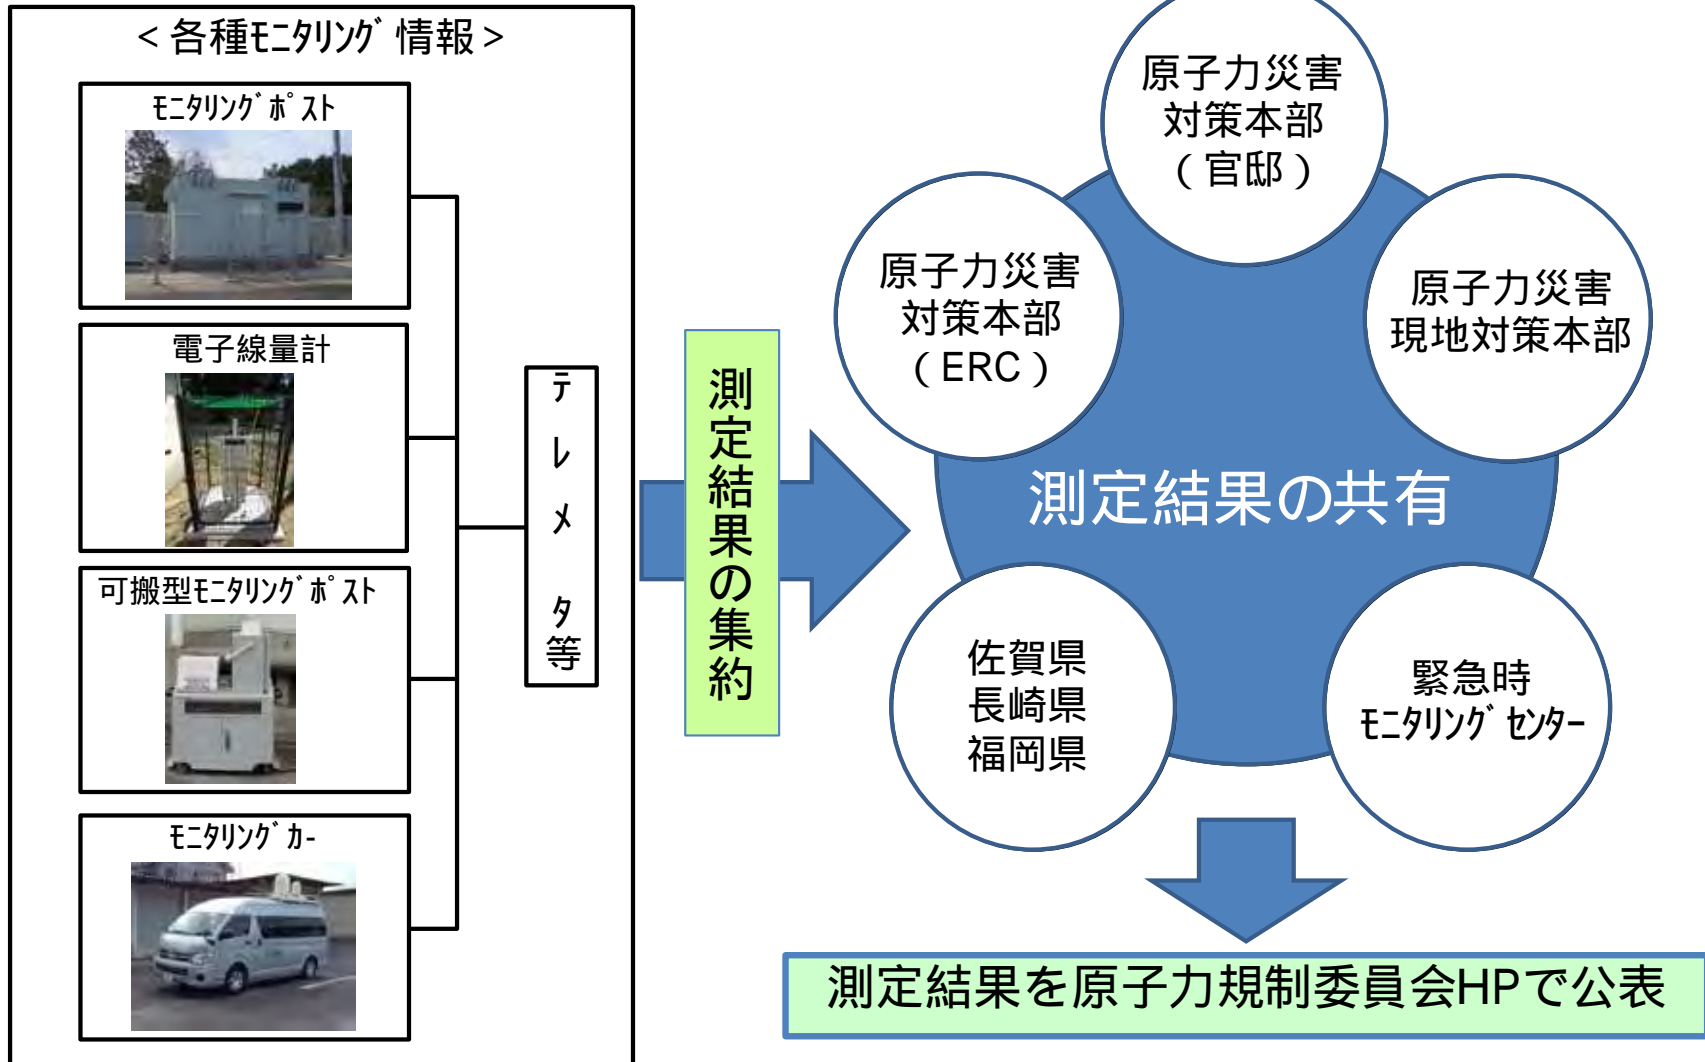 ＜各種ﾓﾆﾀﾘﾝｸﾞ情報＞
ﾓﾆﾀﾘﾝｸﾞﾎﾟｽﾄ
電子線量計
可搬型ﾓﾆﾀﾘﾝｸﾞﾎﾟｽﾄ
ﾓﾆﾀﾘﾝｸﾞｶｰ
テレメタ等
測定結果の集約
原子力災害
対策本部
（官邸）
原子力災害
対策本部
（ERC）
原子力災害
現地対策本部
測定結果の共有
佐賀県
長崎県
福岡県
緊急時
ﾓﾆﾀﾘﾝｸﾞｾﾝﾀｰ
測定結果を原子力規制委員会HPで公表